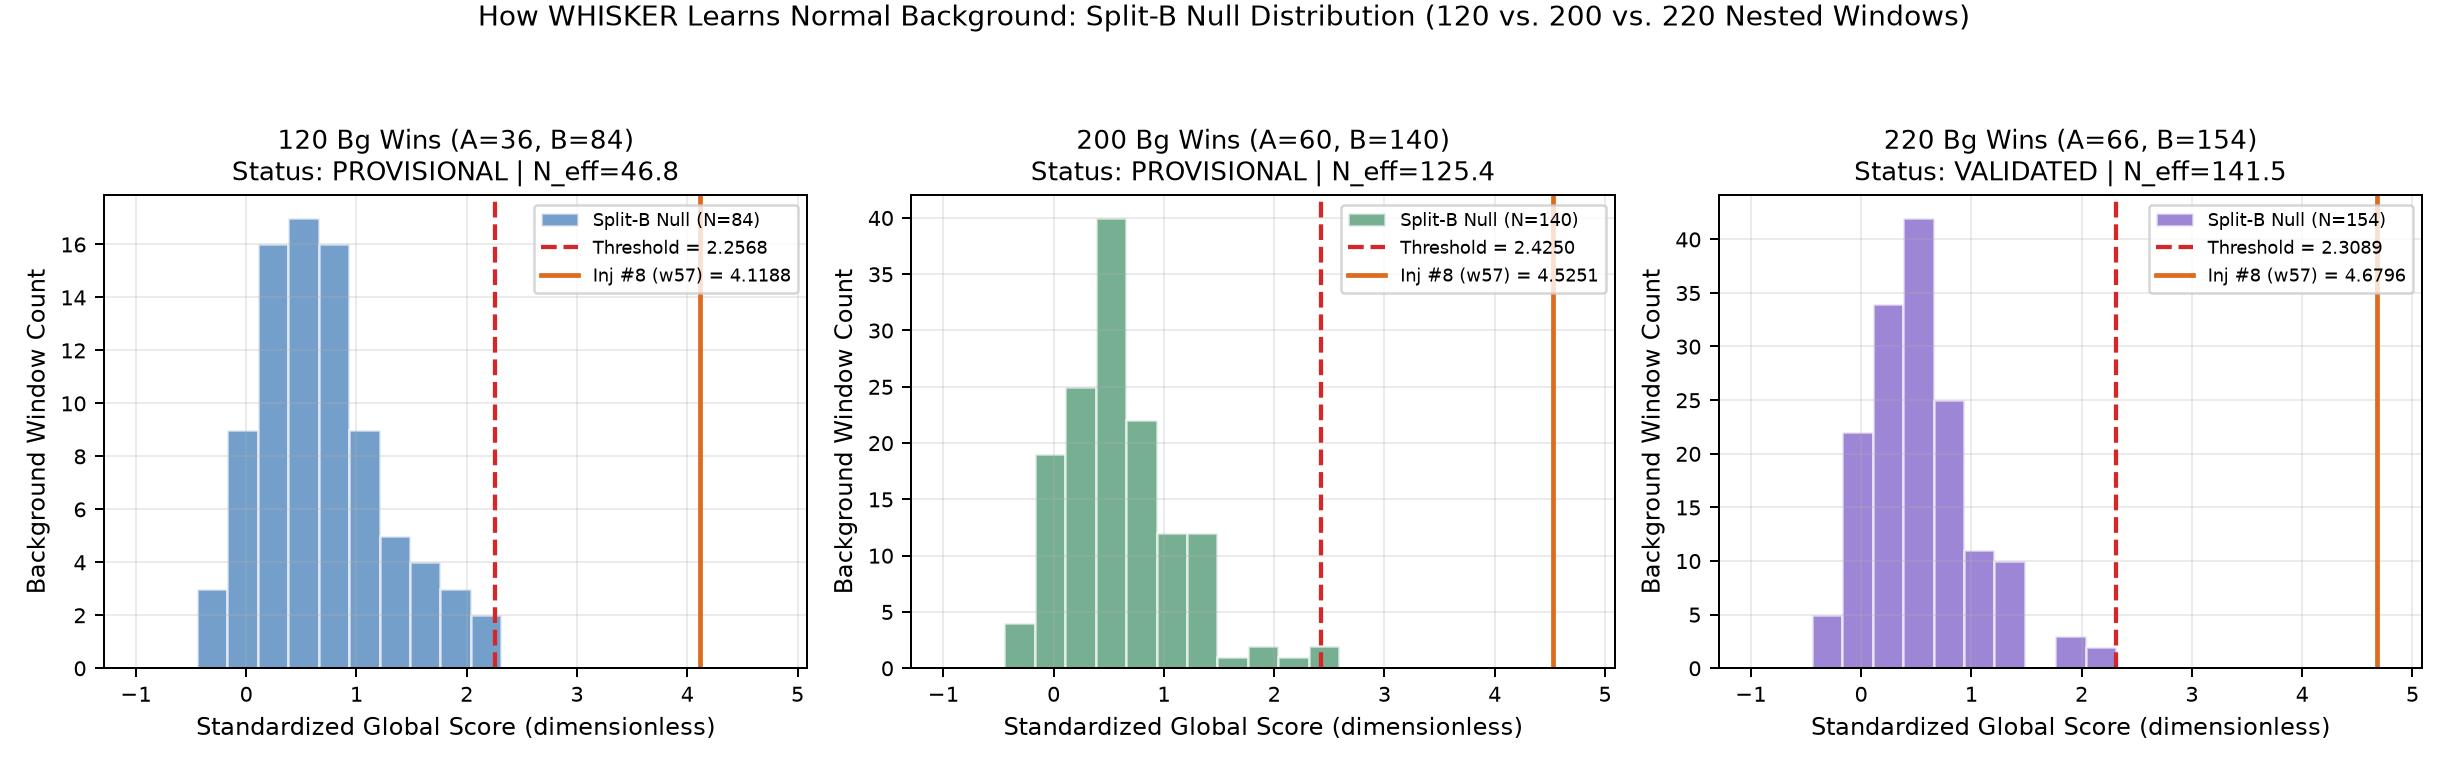 How WHISKER Learns Normal Background: Split-B Null Distribution (120 vs. 200 vs. 220 Nested Windows)
120 Bg Wins (A=36, B=84)
Status: PROVISIONAL | N_eff=46.8
Split-B Null (N=84)
Threshold = 2.2568
Inj #8 (w57) = 4.1188
Background Window Count
16
14
12
10
8
6
4
2
0
−1 0 1 2 3 4 5
Standardized Global Score (dimensionless)
200 Bg Wins (A=60, B=140)
Status: PROVISIONAL | N_eff=125.4
Split-B Null (N=140)
Threshold = 2.4250
Inj #8 (w57) = 4.5251
Background Window Count
40
35
30
25
20
15
10
5
0
−1 0 1 2 3 4 5
Standardized Global Score (dimensionless)
220 Bg Wins (A=66, B=154)
Status: VALIDATED | N_eff=141.5
Split-B Null (N=154)
Threshold = 2.3089
Inj #8 (w57) = 4.6796
Background Window Count
40
35
30
25
20
15
10
5
0
−1 0 1 2 3 4 5
Standardized Global Score (dimensionless)